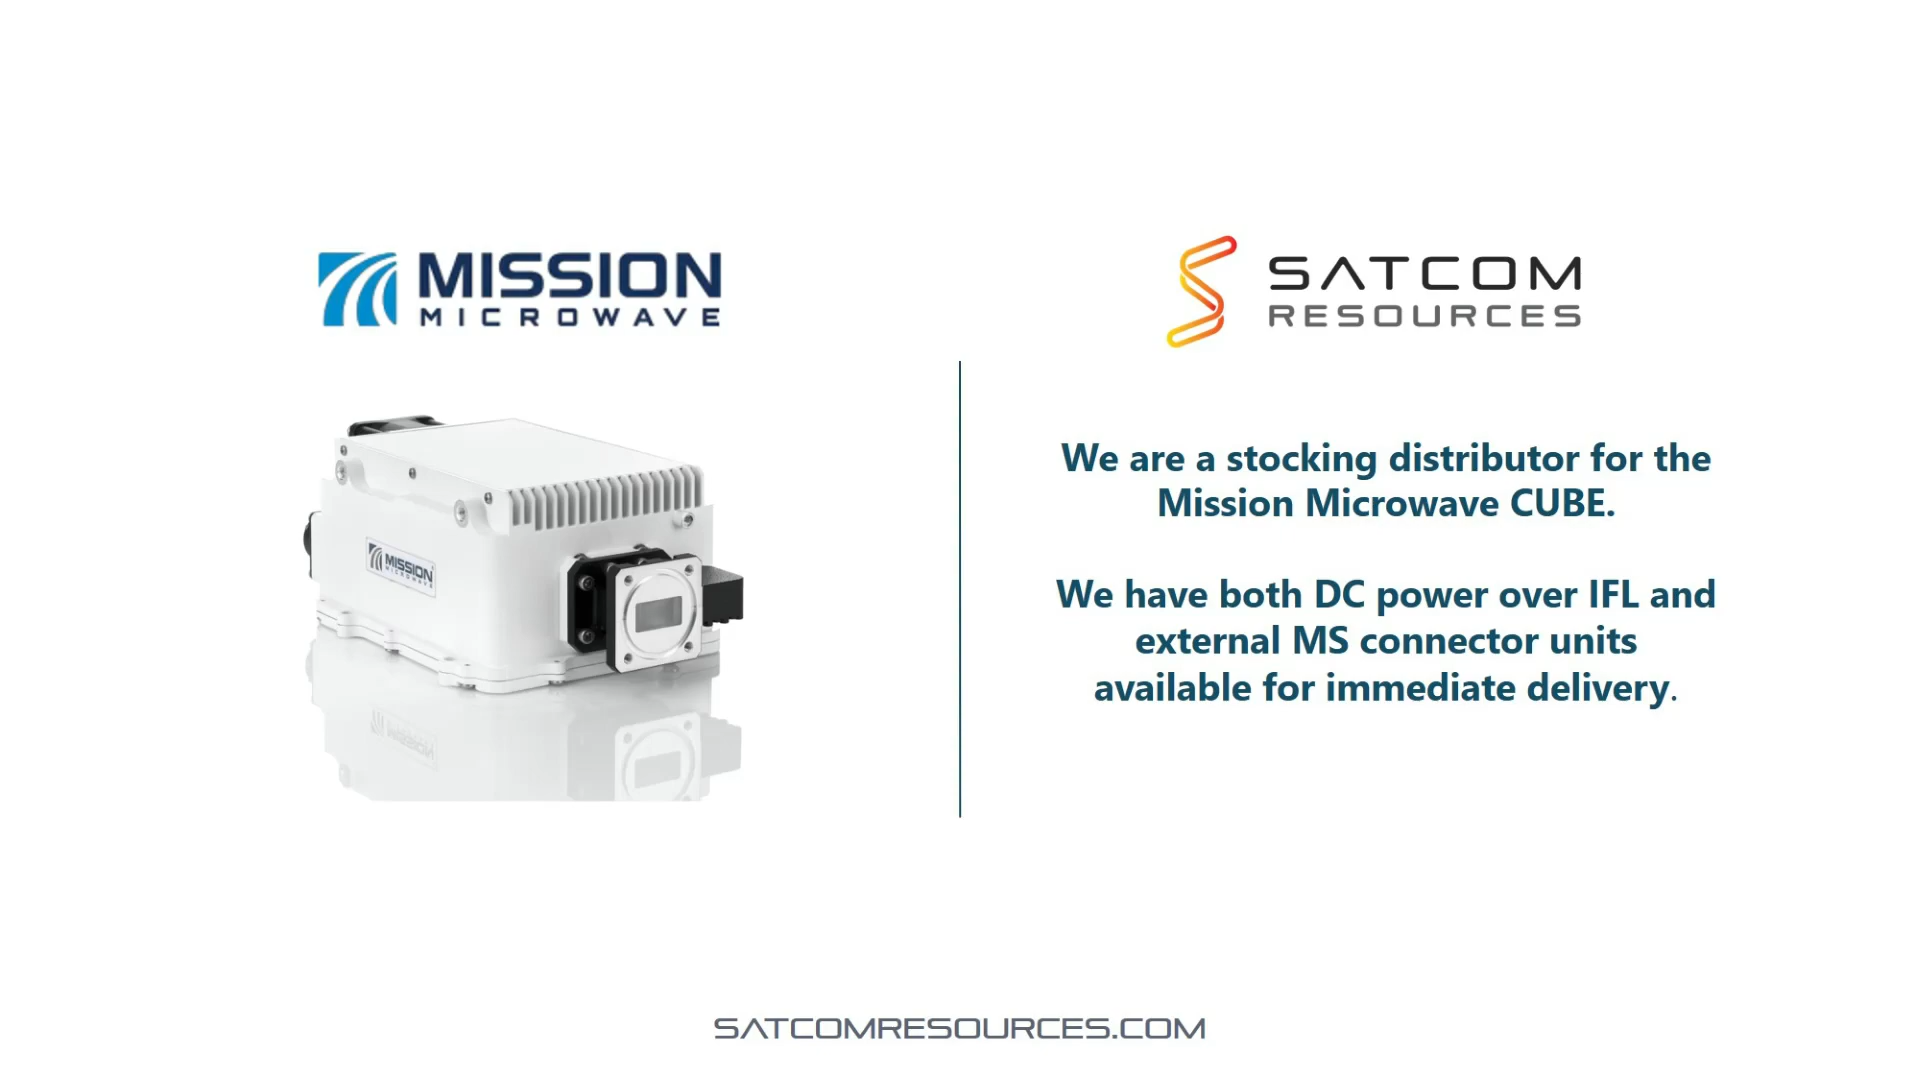 MISSION
MICROWAVE
SATCOM
RESOURCES
MISSION
MICROWAVE
We are a stocking distributor for the
Mission Microwave CUBE.
We have both DC power over IFL and
external MS connector units
available for immediate delivery.
SATCOMRESOURCES.COM